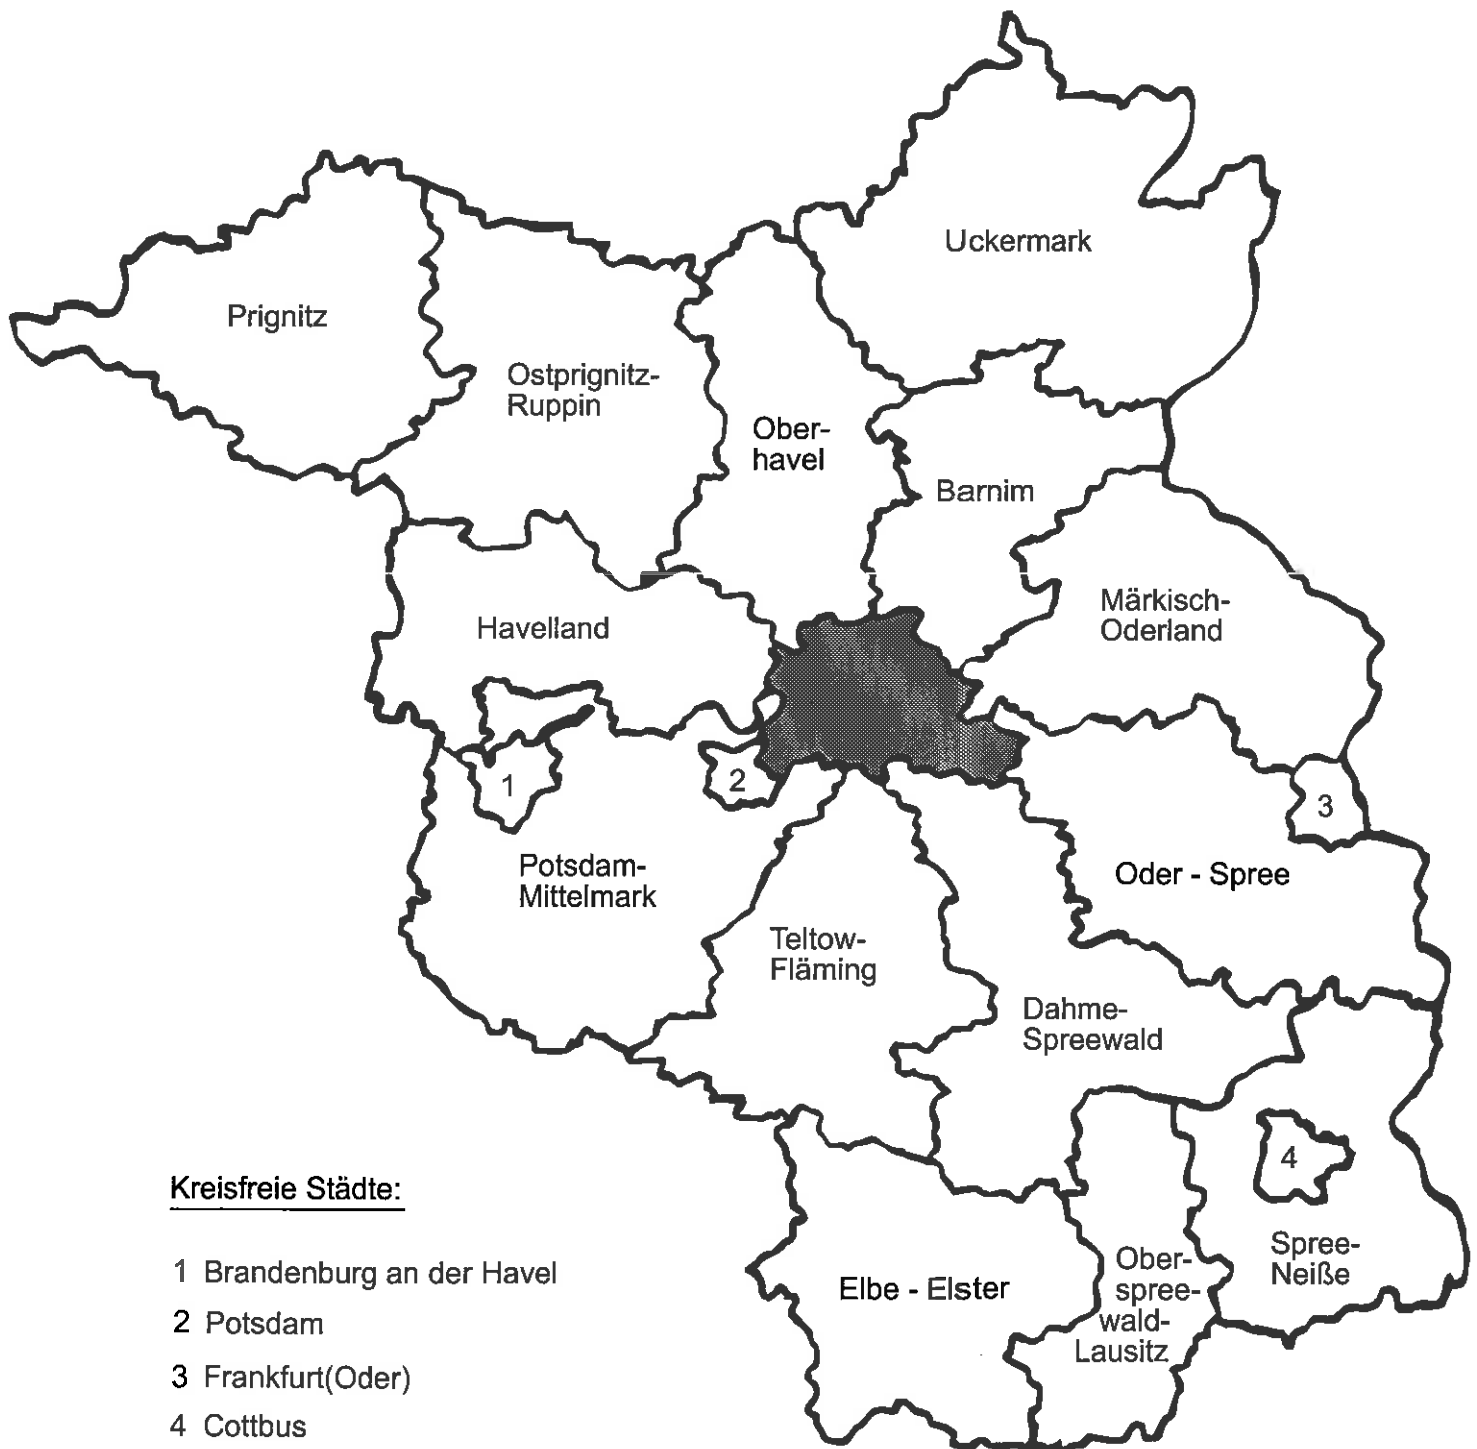 Uckermark
Prignitz
Ostprignitz-
Ruppin
Ober-
havel
Barnim
Märkisch-
Oderland
Havelland
1
2
3
Potsdam-
Mittelmark
Oder - Spree
Teltow-
Fläming
Dahme-
Spreewald
4
Spree-
Neiße
Elbe - Elster
Ober-
spree-
wald-
Lausitz
Kreisfreie Städte:
1 Brandenburg an der Havel
2 Potsdam
3 Frankfurt(Oder)
4 Cottbus